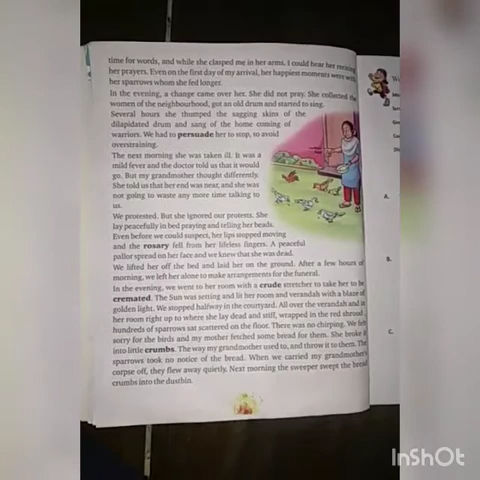 time for words, and while she clasped me in her arms, I could hear her reciting
her prayers. Even on the first day of my arrival, her happiest moments were with
her sparrows whom she fed longer.
In the evening, a change came over her. She did not pray. She collected the
women of the neighbourhood, got an old drum and started to sing.
Several hours she thumped the sagging skins of the
dilapidated drum and sang of the home coming of
warriors. We had to persuade her to stop, to avoid
overstraining.
The next morning she was taken ill. It was a
mild fever and the doctor told us that it would
go. But my grandmother thought differently.
She told us that her end was near, and she was
not going to waste any more time talking to
us.
We protested. But she ignored our protests. She
lay peacefully in bed praying and telling her beads.
Even before we could suspect, her lips stopped moving
and the rosary fell from her lifeless fingers. A peaceful
pallor spread on her face and we knew that she was dead.
We lifted her off the bed and laid her on the ground. After a few hours of
morning, we left her alone to make arrangements for the funeral.
In the evening, we went to her room with a crude stretcher to take her to be
cremated. The Sun was setting and lit her room and verandah with a blaze of
golden light. We stopped halfway in the courtyard. All over the verandah and in
her room right up to where she lay dead and stiff, wrapped in the red shroud,
hundreds of sparrows sat scattered on the floor. There was no chirping. We felt
sorry for the birds and my mother fetched some bread for them. She broke it
into little crumbs. The way my grandmother used to, and throw it to them. The
sparrows took no notice of the bread. When we carried my grandmother's
corpse off, they flew away quietly. Next morning the sweeper swept the bread
crumbs into the dustbin.
A.
B.
C.
InShOt